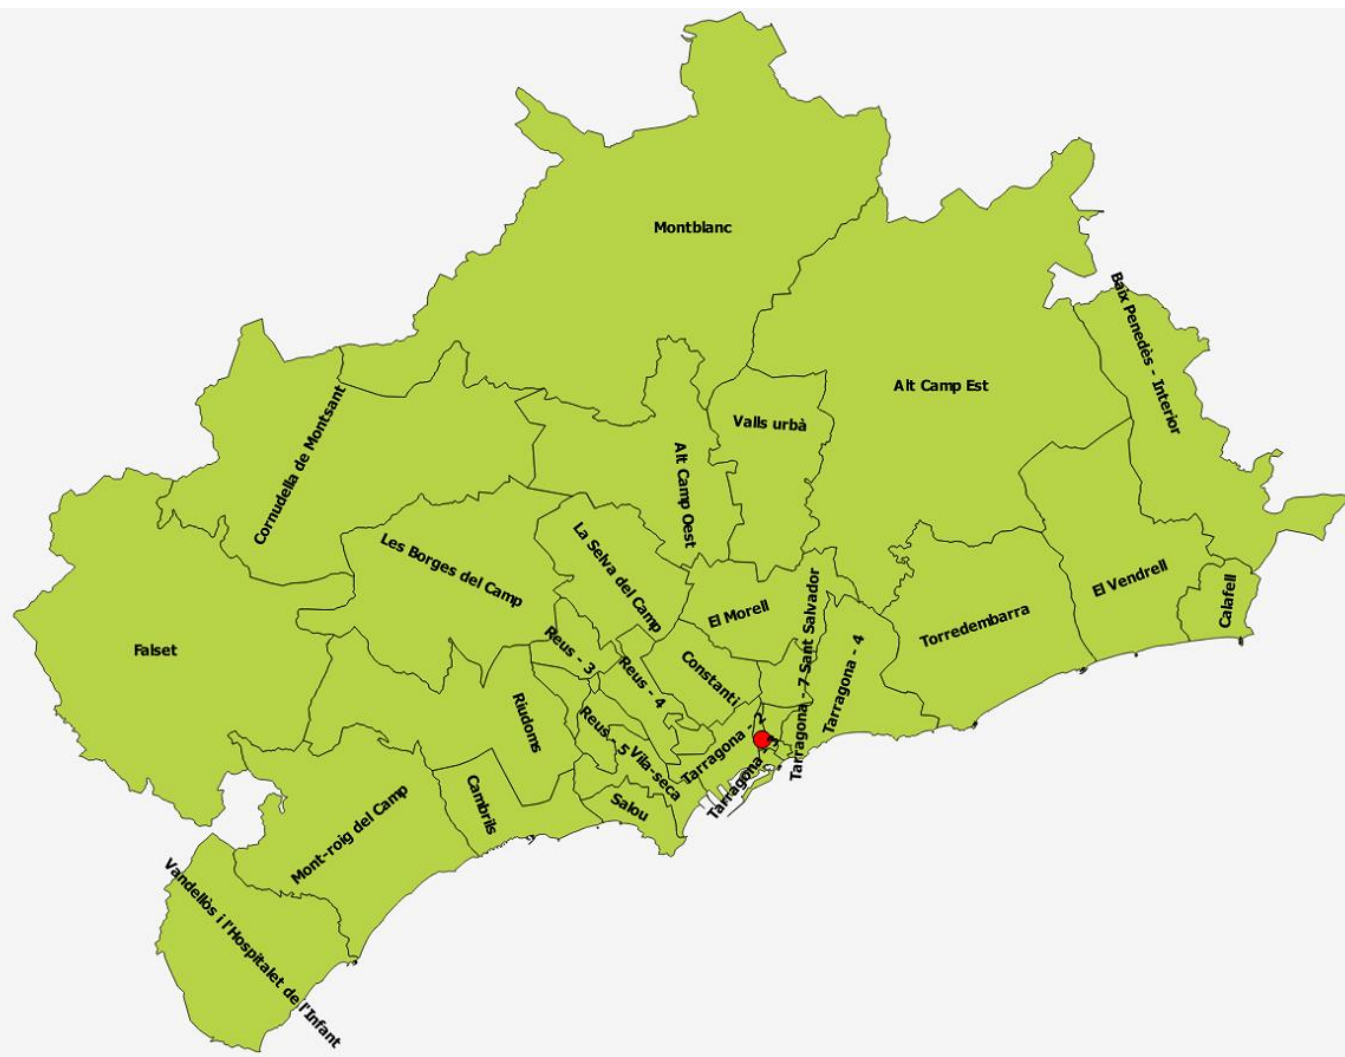 Montblanc
Baix Penedès - Interior
Alt Camp Est
Valls urbà
Cornudella de Montsant
Alt Camp Oest
Les Borges del Camp
La Selva del Camp
El Morell
Tarragona - 7 Sant Salvador
Torredembarra
El Vendrell
Calafell
Falset
Reus - 3
Reus - 4
Constantí
Tarragona - 4
Riudoms
Reus - 5
Vila-seca
Tarragona - 2
Tarragona - 3
Cambrils
Salou
Mont-roig del Camp
Vandellòs i l'Hospitalet de l'Infant